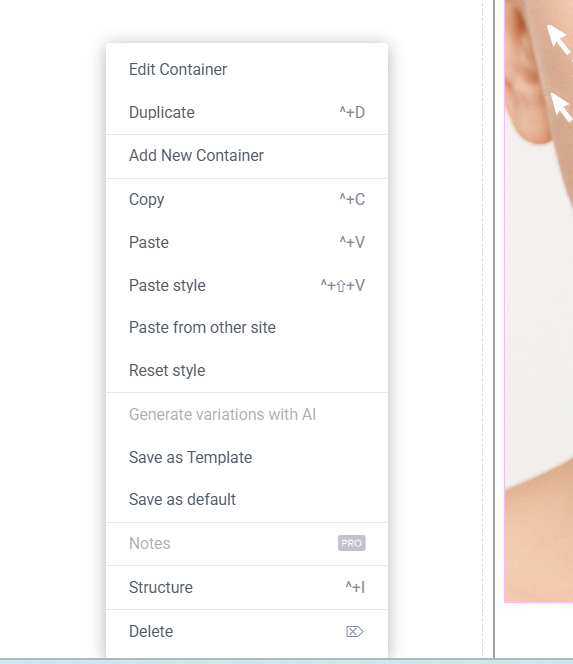 Edit Container
Duplicate ^+D
Add New Container
Copy ^+C
Paste ^+V
Paste style ^+⇧+V
Paste from other site
Reset style
Generate variations with AI
Save as Template
Save as default
Notes PRO
Structure ^+I
Delete ⌦